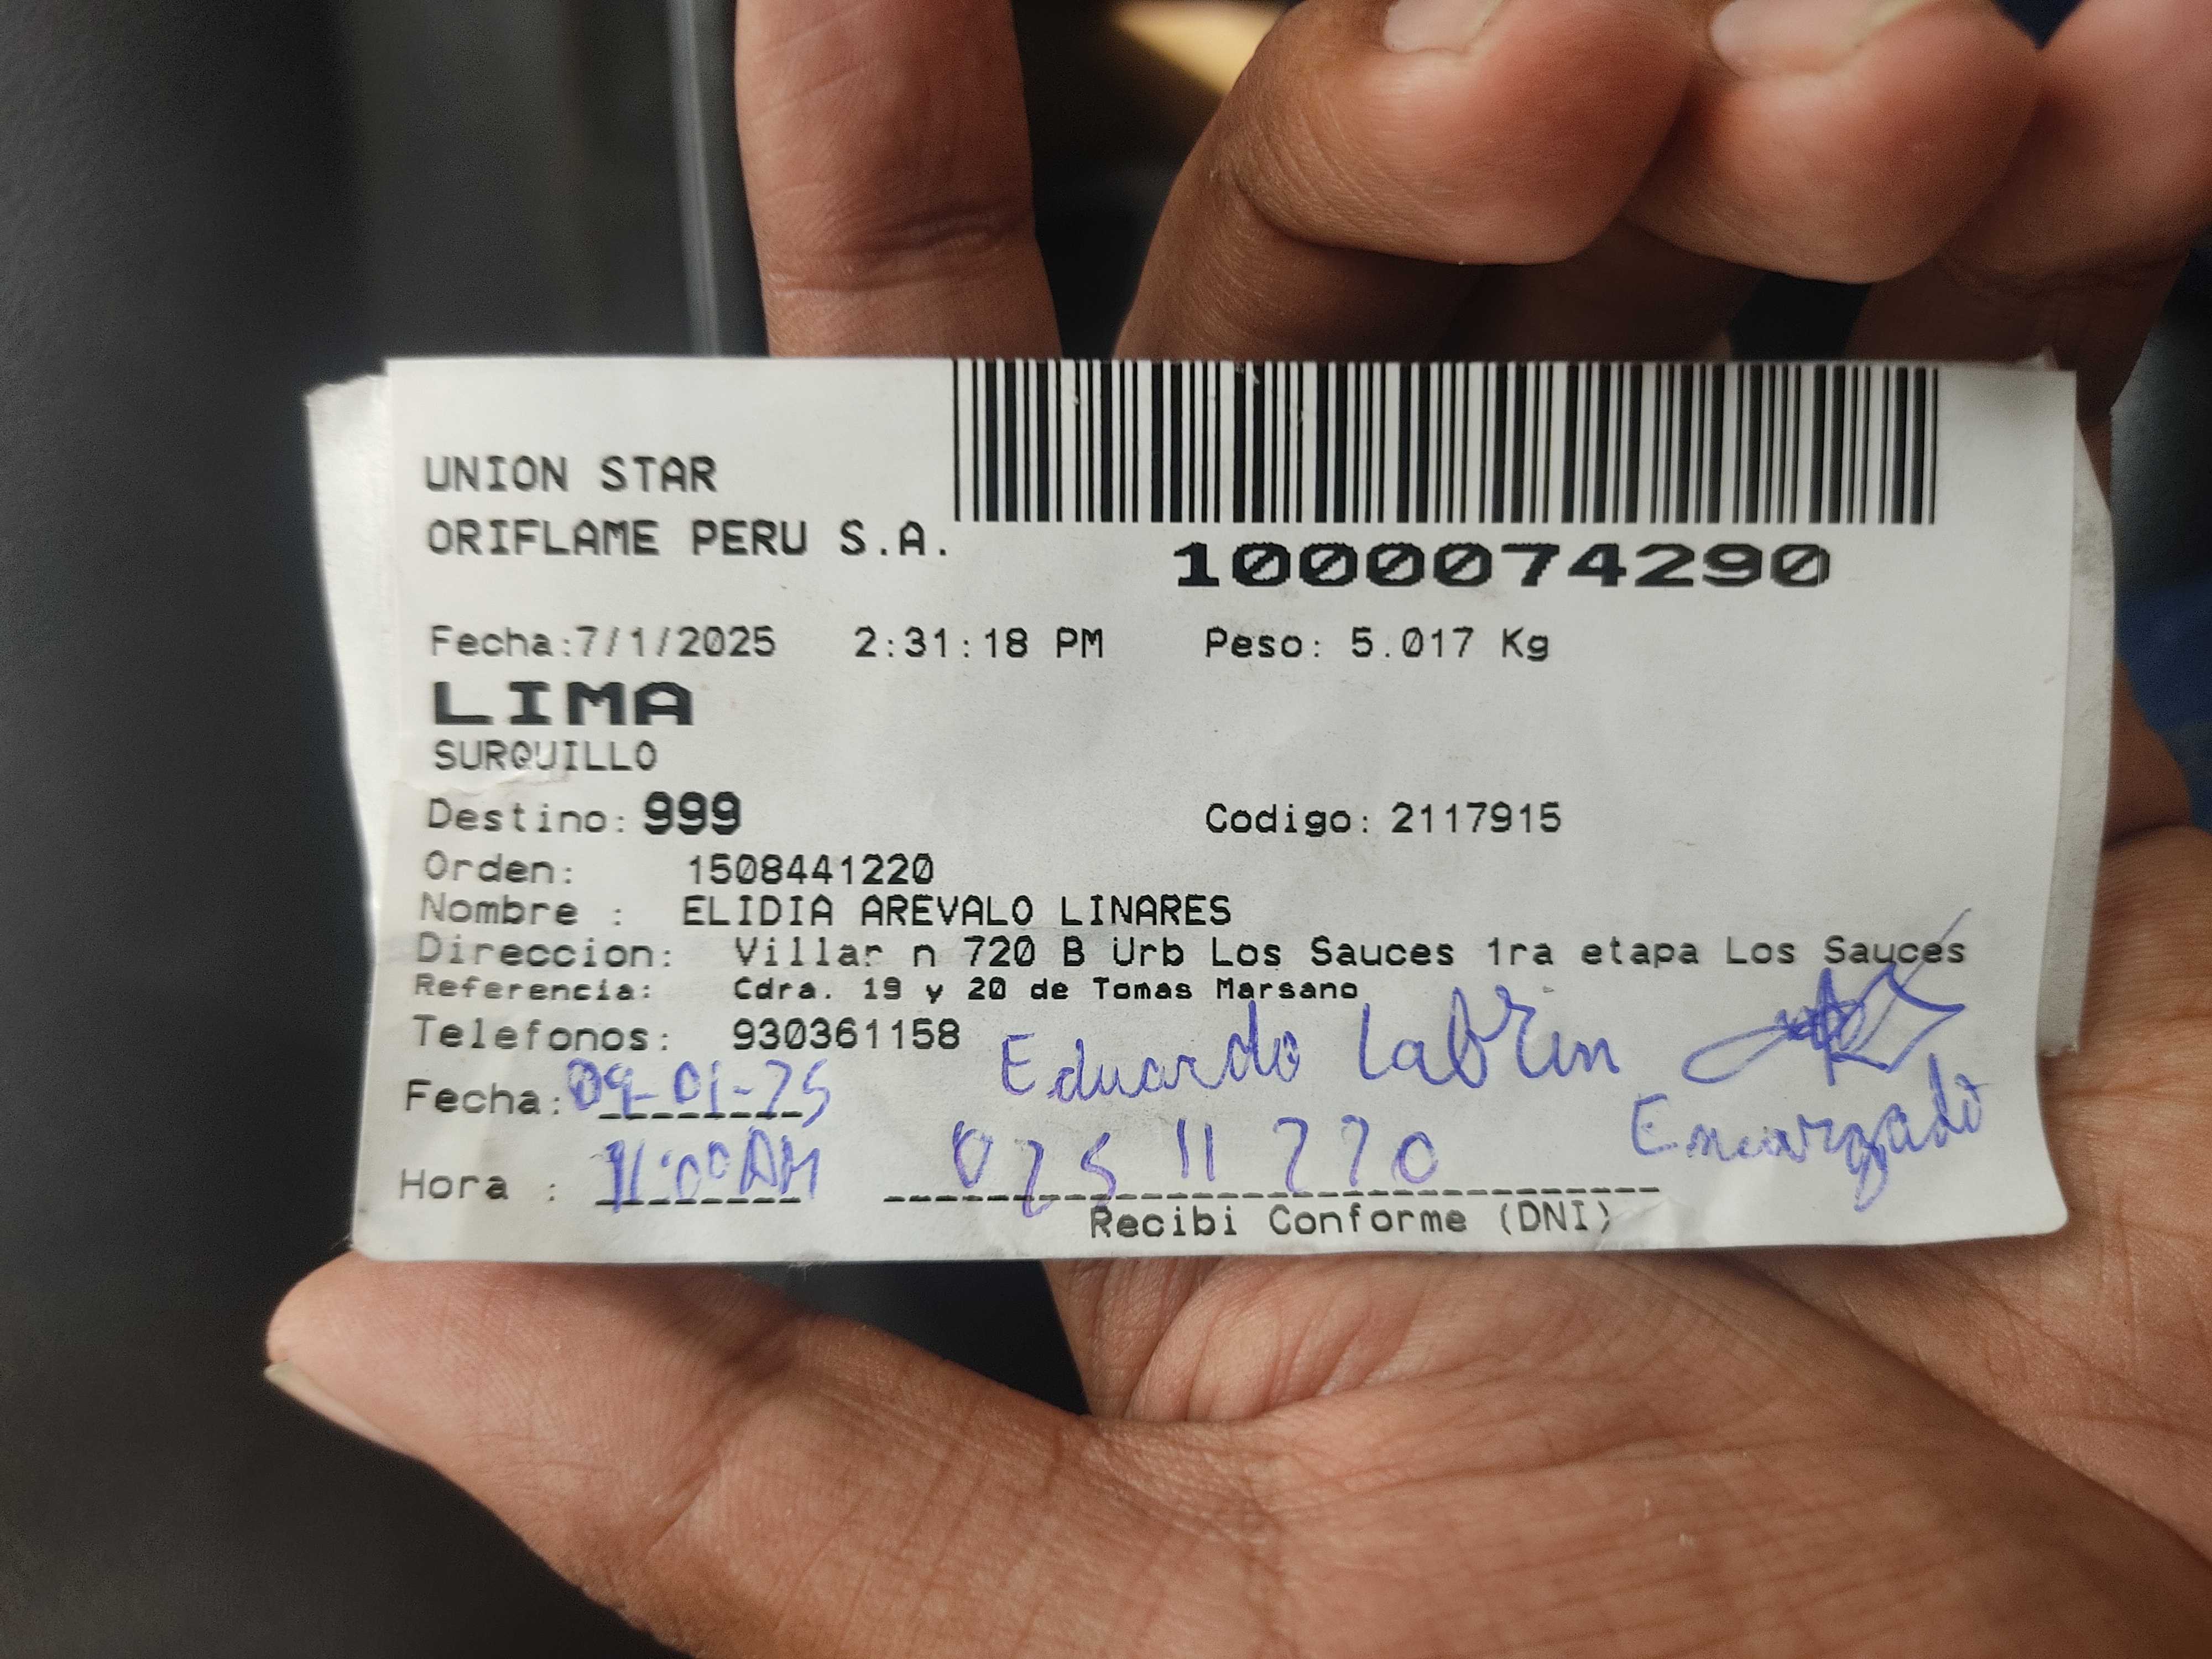 UNION STAR
ORIFLAME PERU S.A.
1000074290
Fecha:7/1/2025 2:31:18 PM Peso: 5.017 Kg
LIMA
SURQUILLO
Destino: 999 Codigo: 2117915
Orden: 1508441220
Nombre : ELIDIA AREVALO LINARES
Direccion: Villar n 720 B Urb Los Sauces 1ra etapa Los Sauces
Referencia: Cdra. 19 y 20 de Tomas Marsano
Telefonos: 930361158
Eduardo Labrin
Fecha: 09-01-25
Encargado
Hora : 11:00 AM
Recibi Conforme (DNI)